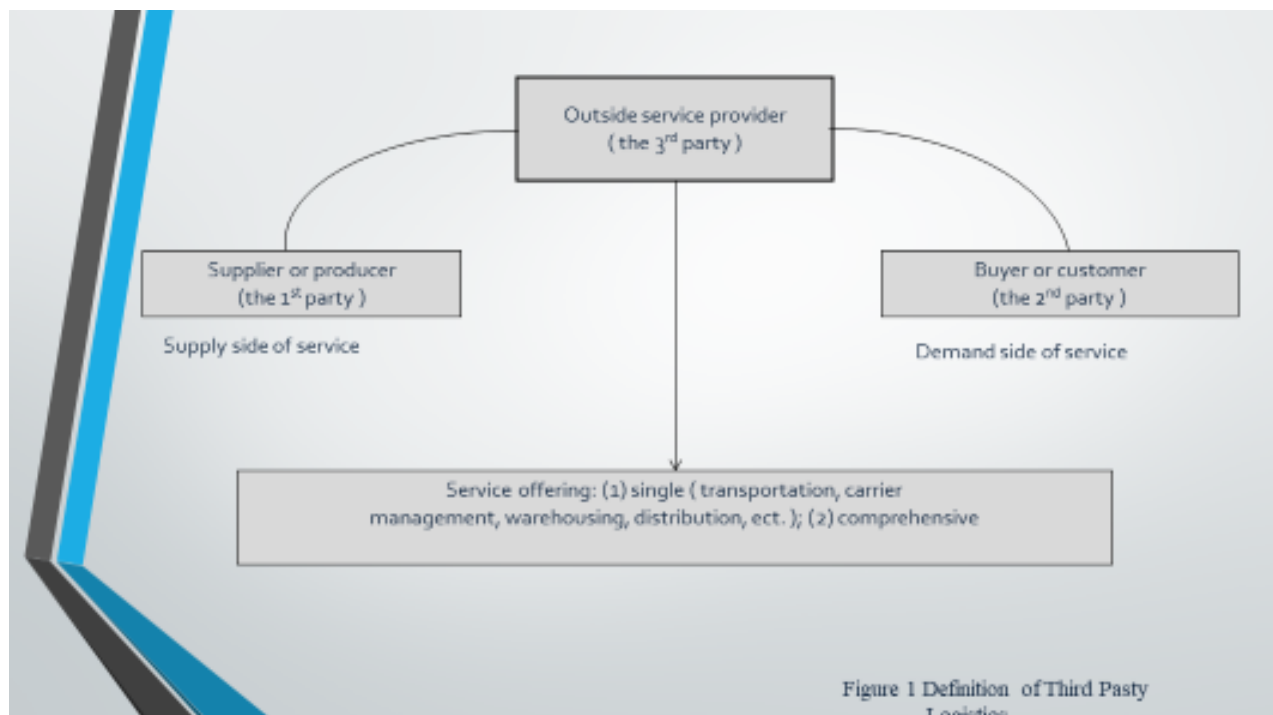 Outside service provider
( the 3rd party )
Supplier or producer
(the 1st party )
Buyer or customer
(the 2nd party )
Supply side of service
Demand side of service
Service offering: (1) single ( transportation, carrier
management, warehousing, distribution, ect. ); (2) comprehensive
Figure 1 Definition of Third Pasty
Logistics